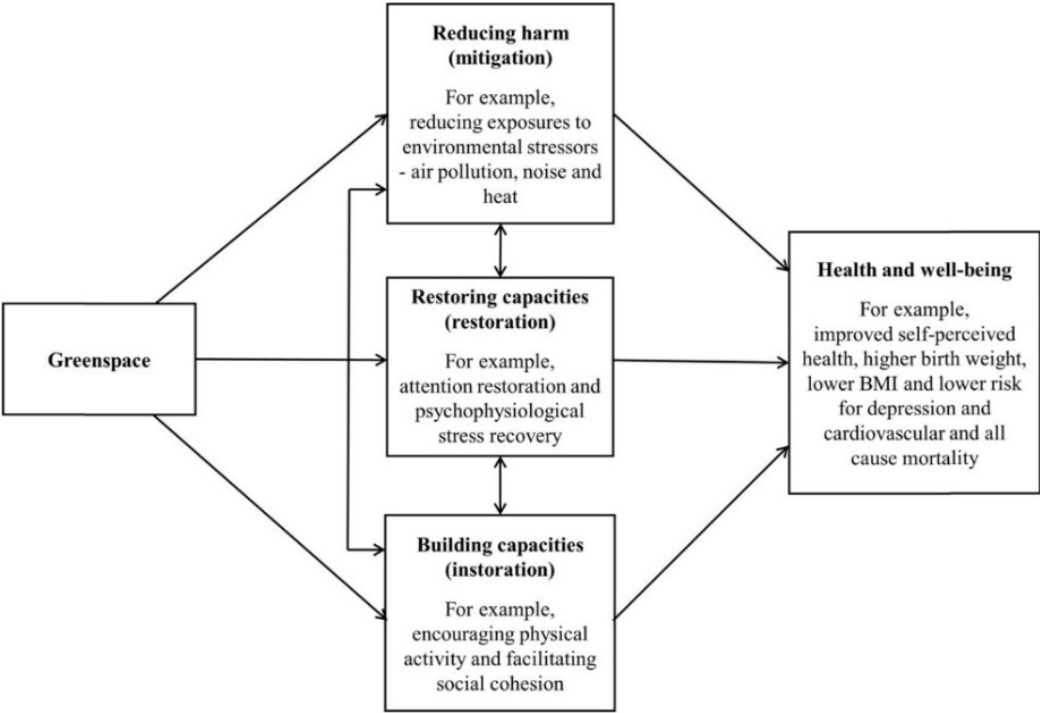 Greenspace
Reducing harm
(mitigation)
For example,
reducing exposures to
environmental stressors
- air pollution, noise and
heat
Restoring capacities
(restoration)
For example,
attention restoration and
psychophysiological
stress recovery
Building capacities
(instoration)
For example,
encouraging physical
activity and facilitating
social cohesion
Health and well-being
For example,
improved self-perceived
health, higher birth weight,
lower BMI and lower risk
for depression and
cardiovascular and all
cause mortality